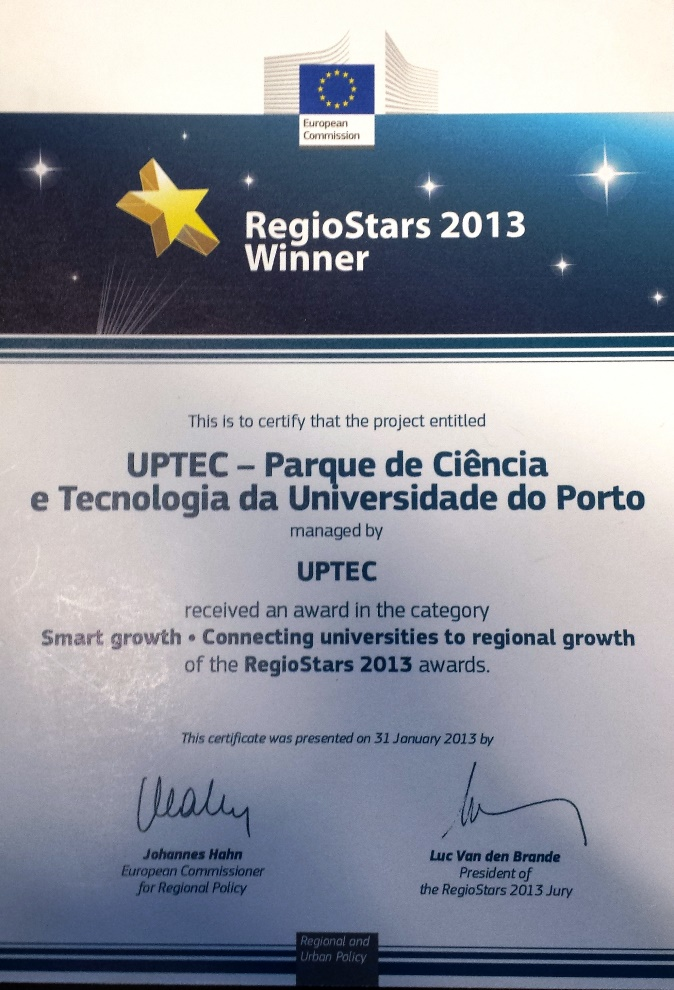 European
Commission
RegioStars 2013
Winner
This is to certify that the project entitled
UPTEC – Parque de Ciência
e Tecnologia da Universidade do Porto
managed by
UPTEC
received an award in the category
Smart growth • Connecting universities to regional growth
of the RegioStars 2013 awards.
This certificate was presented on 31 January 2013 by
Johannes Hahn
European Commissioner
for Regional Policy
Luc Van den Brande
President of
the RegioStars 2013 Jury
Regional and
Urban Policy